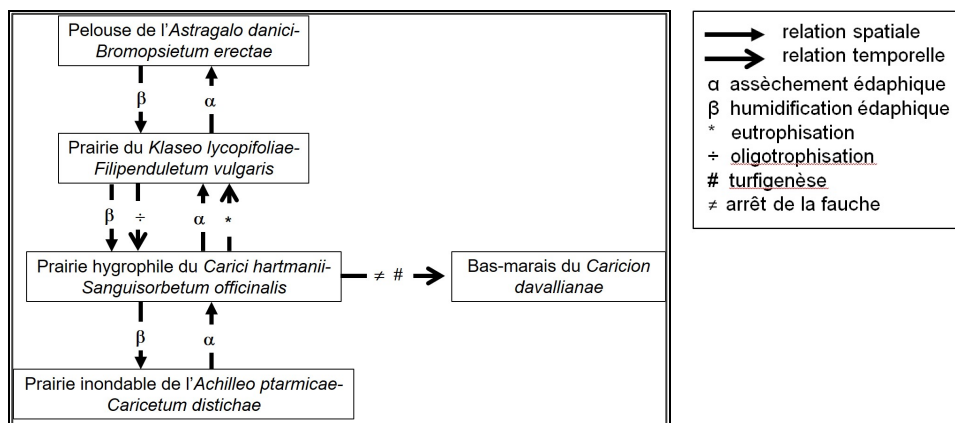 Pelouse de l'Astragalo danici-
Bromopsietum erectae
β
α
Prairie du Klaseo lycopifoliae-
Filipenduletum vulgaris
β
÷
α
*
Prairie hygrophile du Carici hartmanii-
Sanguisorbetum officinalis
≠ #
Bas-marais du Caricion
davallianae
β
α
Prairie inondable de l'Achilleo ptarmicae-
Caricetum distichae
relation spatiale
relation temporelle
α assèchement édaphique
β humidification édaphique
* eutrophisation
÷ oligotrophisation
# turfigenèse
≠ arrêt de la fauche